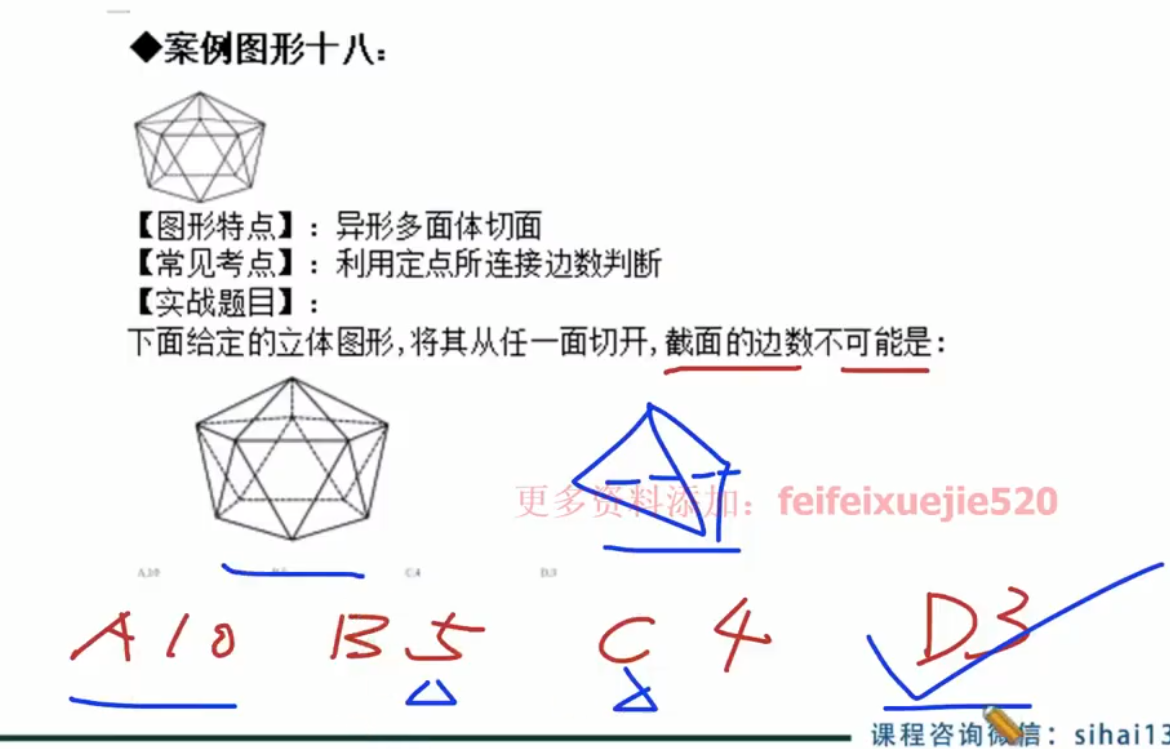 ◆案例图形十八：
【图形特点】：异形多面体切面
【常见考点】：利用定点所连接边数判断
【实战题目】：
下面给定的立体图形,将其从任一面切开,截面的边数不可能是：
更多资料添加：feifeixuejie520
A.10 C.4 D.3
A 10 B 5 C 4 D 3
课程咨询微信：sihai13